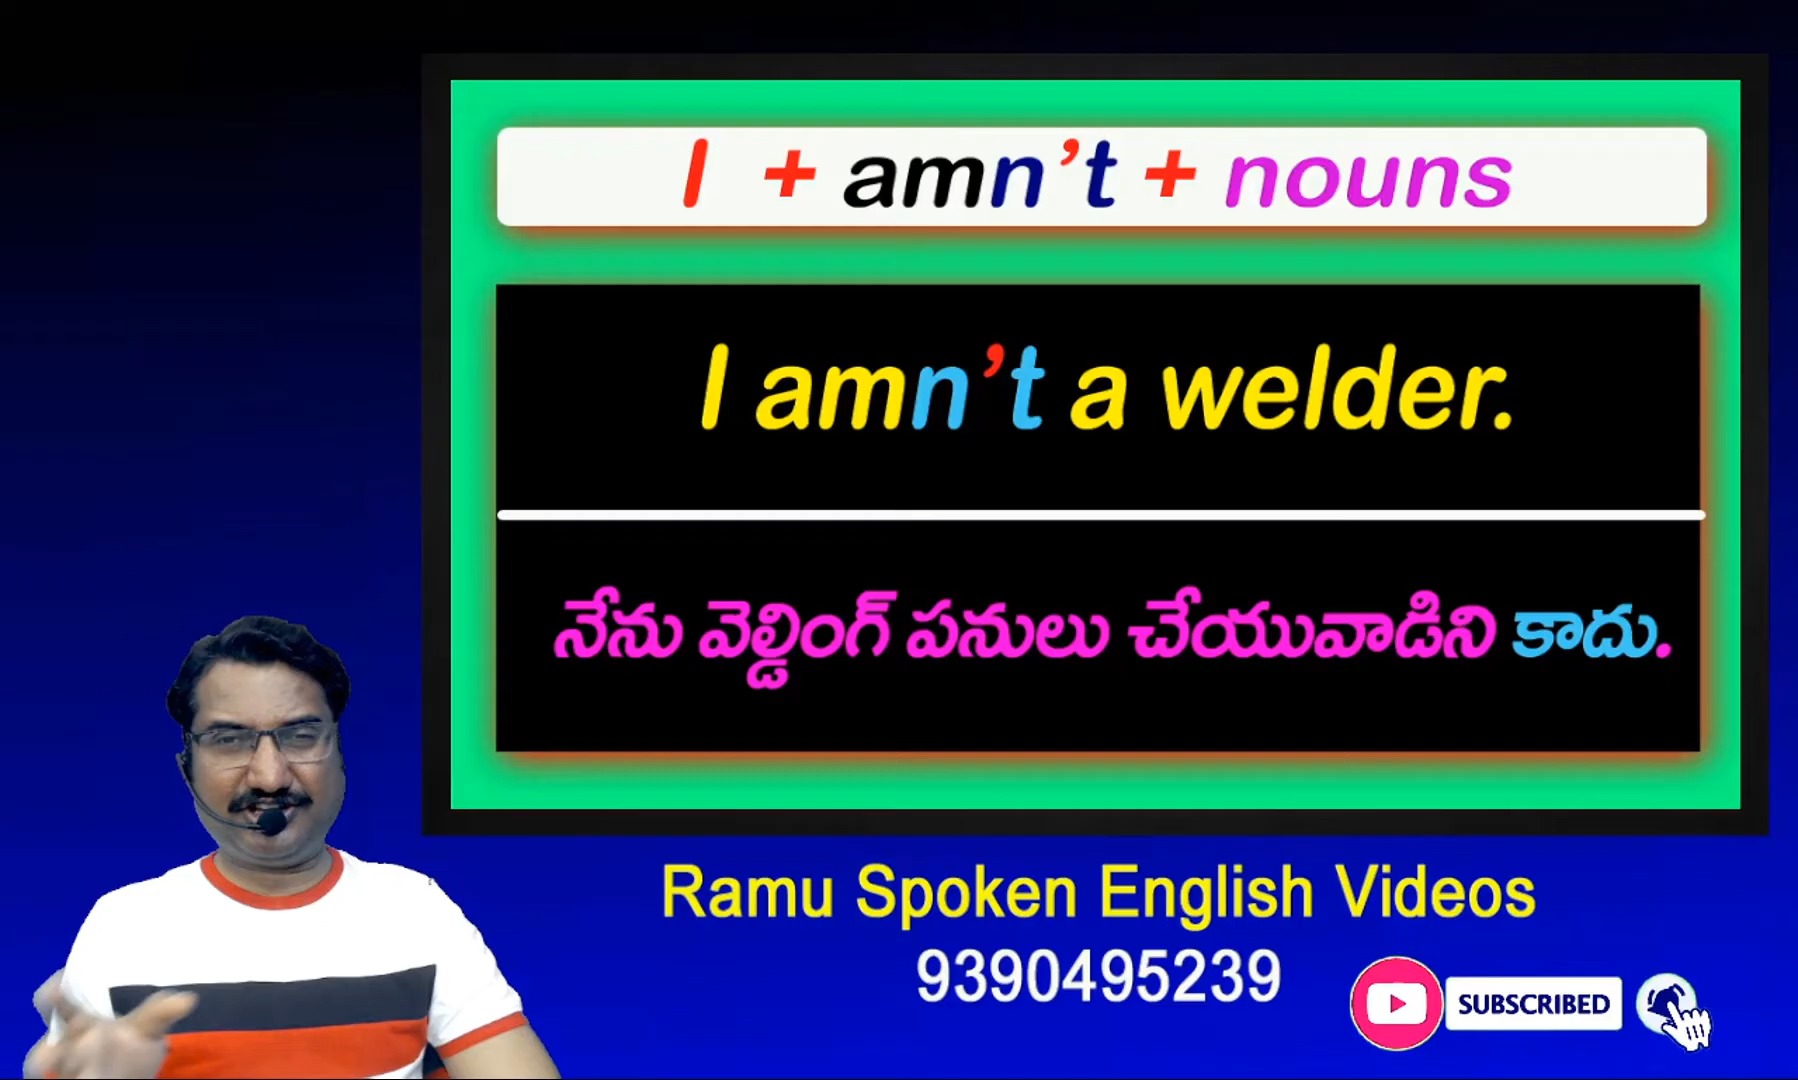 I + amn’t + nouns
I amn’t a welder.
నేను వెల్డింగ్ పనులు చేయువాడిని కాదు.
Ramu Spoken English Videos
9390495239
SUBSCRIBED